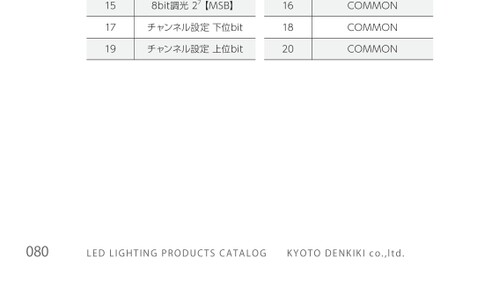 15 8bit調光 2⁷【MSB】 16 COMMON
17 チャンネル設定 下位bit 18 COMMON
19 チャンネル設定 上位bit 20 COMMON
080 LED LIGHTING PRODUCTS CATALOG KYOTO DENKIKI co.,ltd.